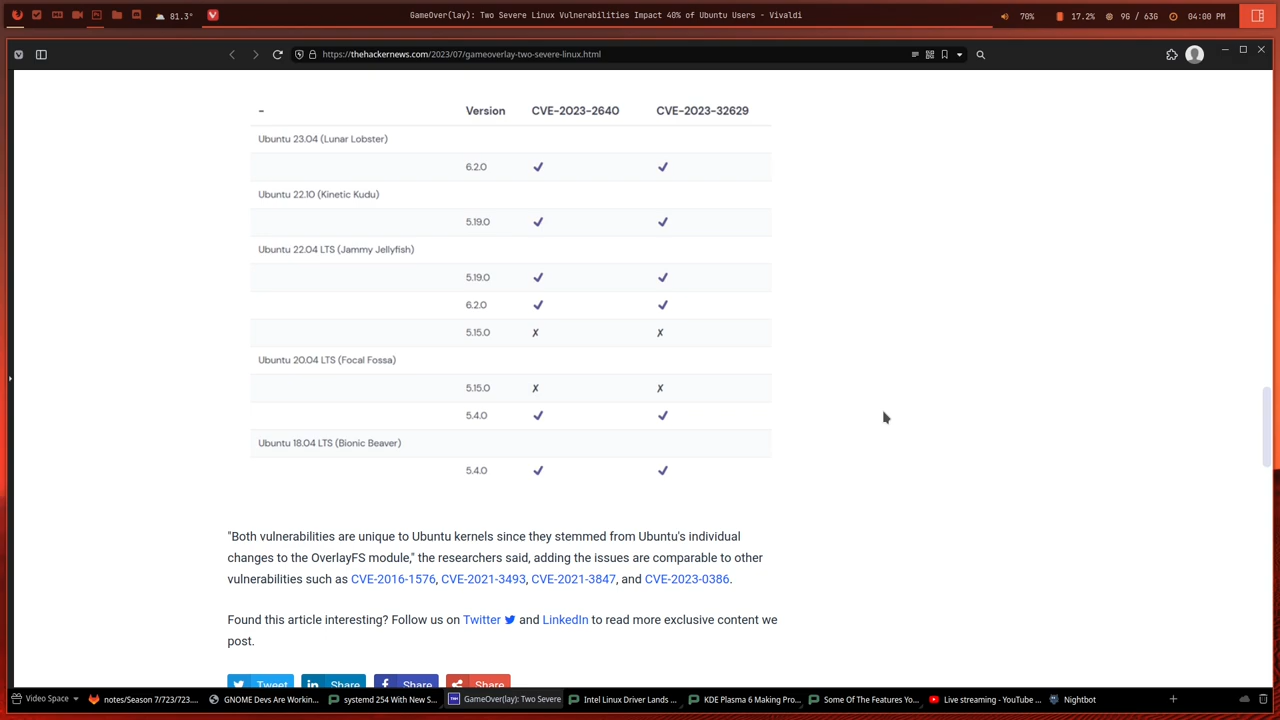 81.3°
GameOver(lay): Two Severe Linux Vulnerabilities Impact 40% of Ubuntu Users - Vivaldi
70%
17.2%
9G / 63G
04:00 PM
https://thehackernews.com/2023/07/gameoverlay-two-severe-linux.html
- Version CVE-2023-2640 CVE-2023-32629
Ubuntu 23.04 (Lunar Lobster)
6.2.0 ✔ ✔
Ubuntu 22.10 (Kinetic Kudu)
5.19.0 ✔ ✔
Ubuntu 22.04 LTS (Jammy Jellyfish)
5.19.0 ✔ ✔
6.2.0 ✔ ✔
5.15.0 ✗ ✗
Ubuntu 20.04 LTS (Focal Fossa)
5.15.0 ✗ ✗
5.4.0 ✔ ✔
Ubuntu 18.04 LTS (Bionic Beaver)
5.4.0 ✔ ✔
"Both vulnerabilities are unique to Ubuntu kernels since they stemmed from Ubuntu's individual
changes to the OverlayFS module," the researchers said, adding the issues are comparable to other
vulnerabilities such as CVE-2016-1576, CVE-2021-3493, CVE-2021-3847, and CVE-2023-0386.
Found this article interesting? Follow us on Twitter and LinkedIn to read more exclusive content we
post.
Tweet
Share
Share
Share
Video Space
notes/Season 7/723/723...
GNOME Devs Are Workin...
systemd 254 With New S...
GameOver(lay): Two Severe
Intel Linux Driver Lands ...
KDE Plasma 6 Making Pro...
Some Of The Features Yo...
Live streaming - YouTube ...
Nightbot